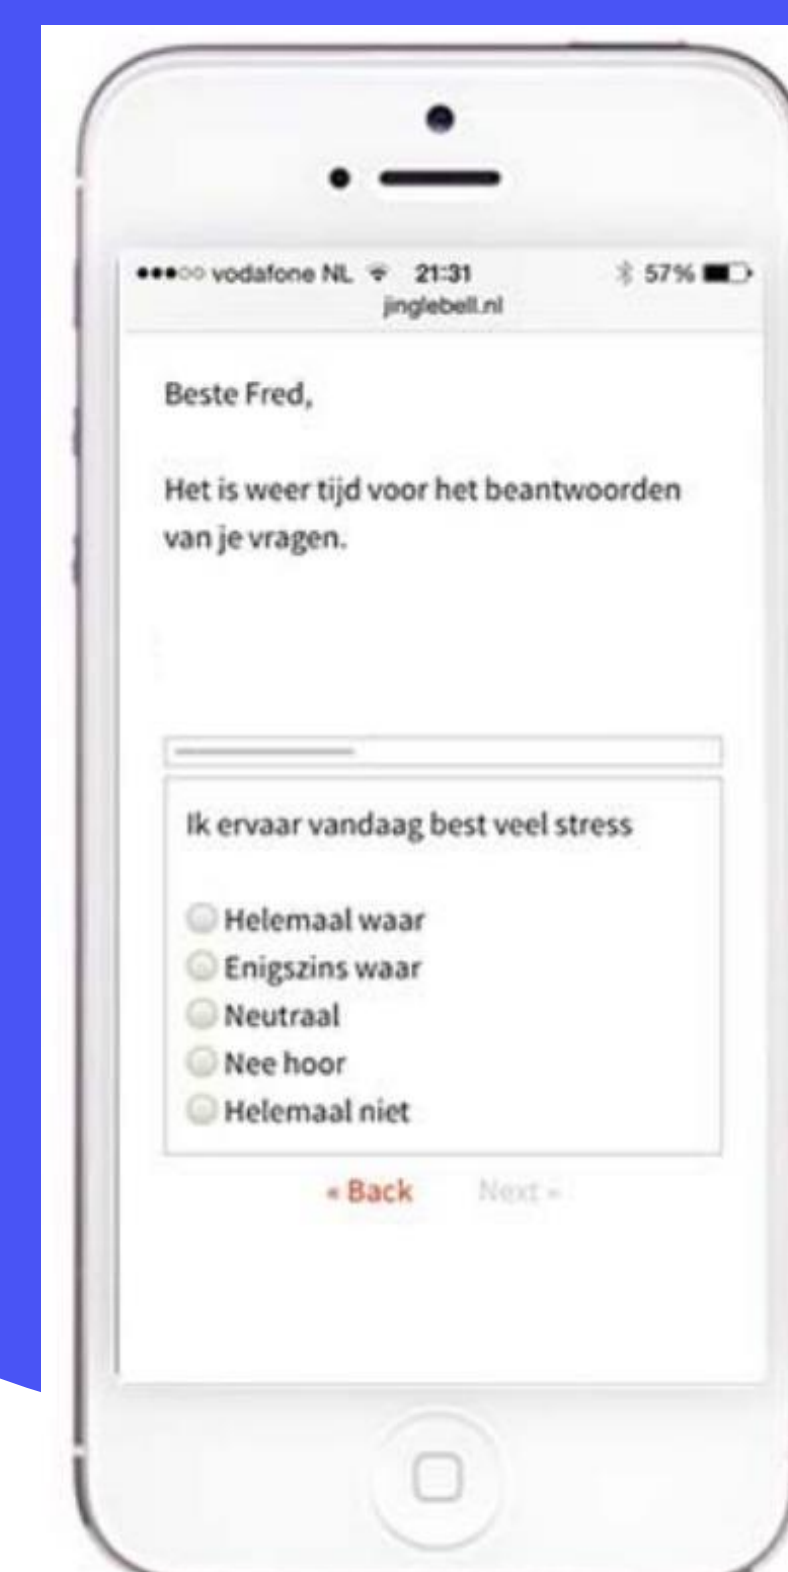 vodafone NL 21:31 57%
jinglebell.nl
Beste Fred,
Het is weer tijd voor het beantwoorden
van je vragen.
Ik ervaar vandaag best veel stress
Helemaal waar
Enigszins waar
Neutraal
Nee hoor
Helemaal niet
« Back Next »